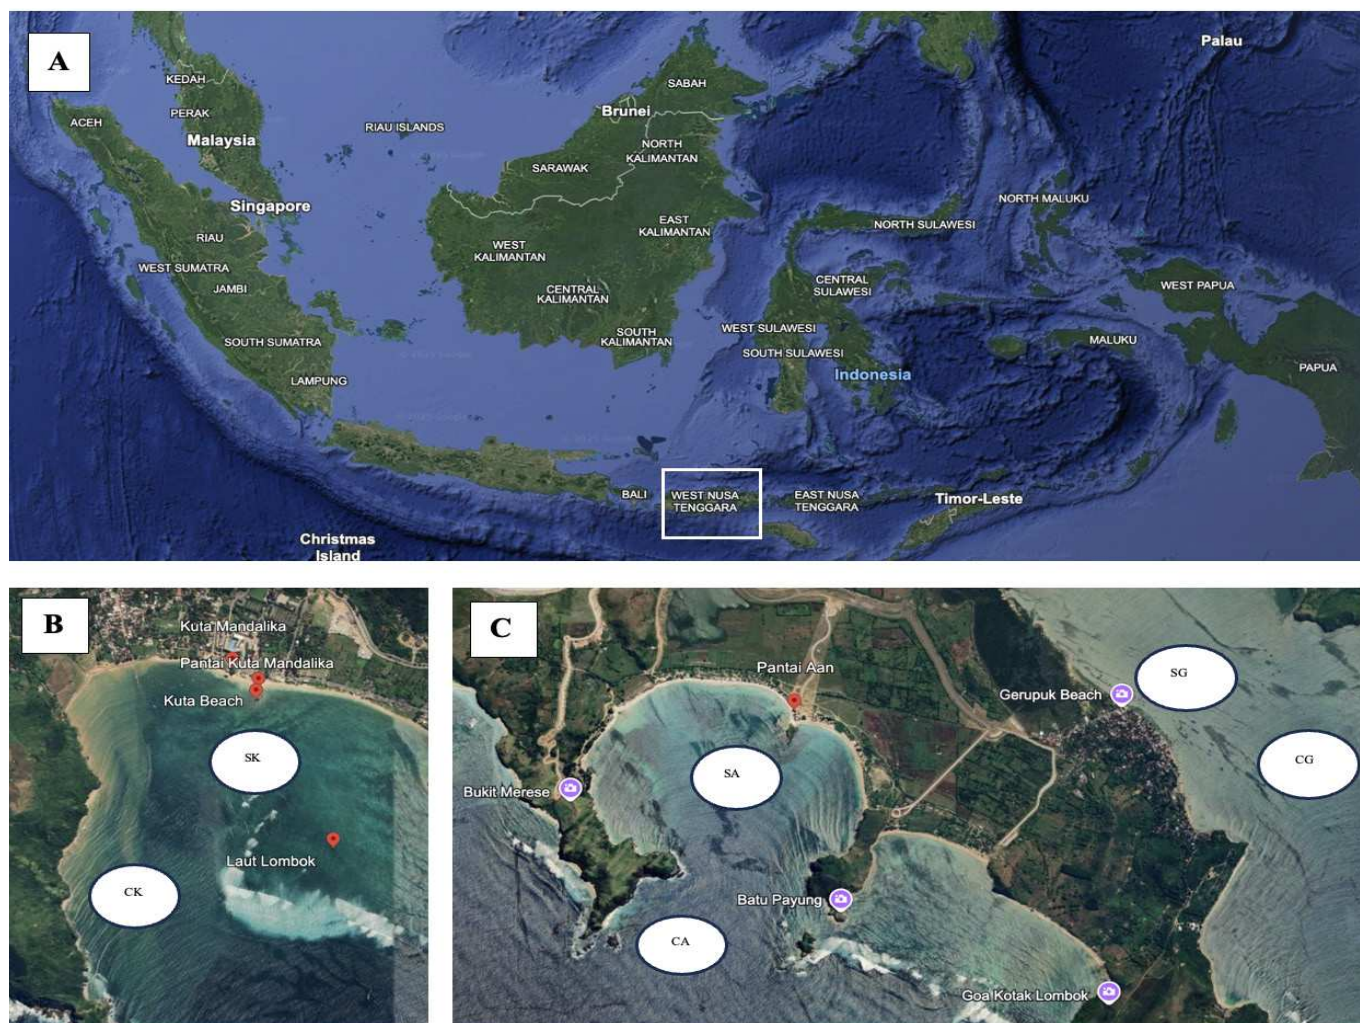 A
Palau
KEDAH
SABAH
PERAK
Brunei
ACEH
RIAU ISLANDS
Malaysia
NORTH
KALIMANTAN
SARAWAK
NORTH MALUKU
Singapore
EAST
KALIMANTAN
NORTH SULAWESI
RIAU
WEST
KALIMANTAN
WEST SUMATRA
CENTRAL
SULAWESI
WEST PAPUA
JAMBI
CENTRAL
KALIMANTAN
WEST SULAWESI
SOUTH
KALIMANTAN
SOUTH SUMATRA
MALUKU
SOUTH SULAWESI
Indonesia
PAPUA
LAMPUNG
BALI
WEST NUSA
TENGGARA
EAST NUSA
TENGGARA
Timor-Leste
Christmas
Island
B
Kuta Mandalika
Pantai Kuta Mandalika
Kuta Beach
SK
Laut Lombok
CK
C
Pantai Aan
Gerupuk Beach
SG
CG
SA
Bukit Merese
Batu Payung
CA
Goa Kotak Lombok